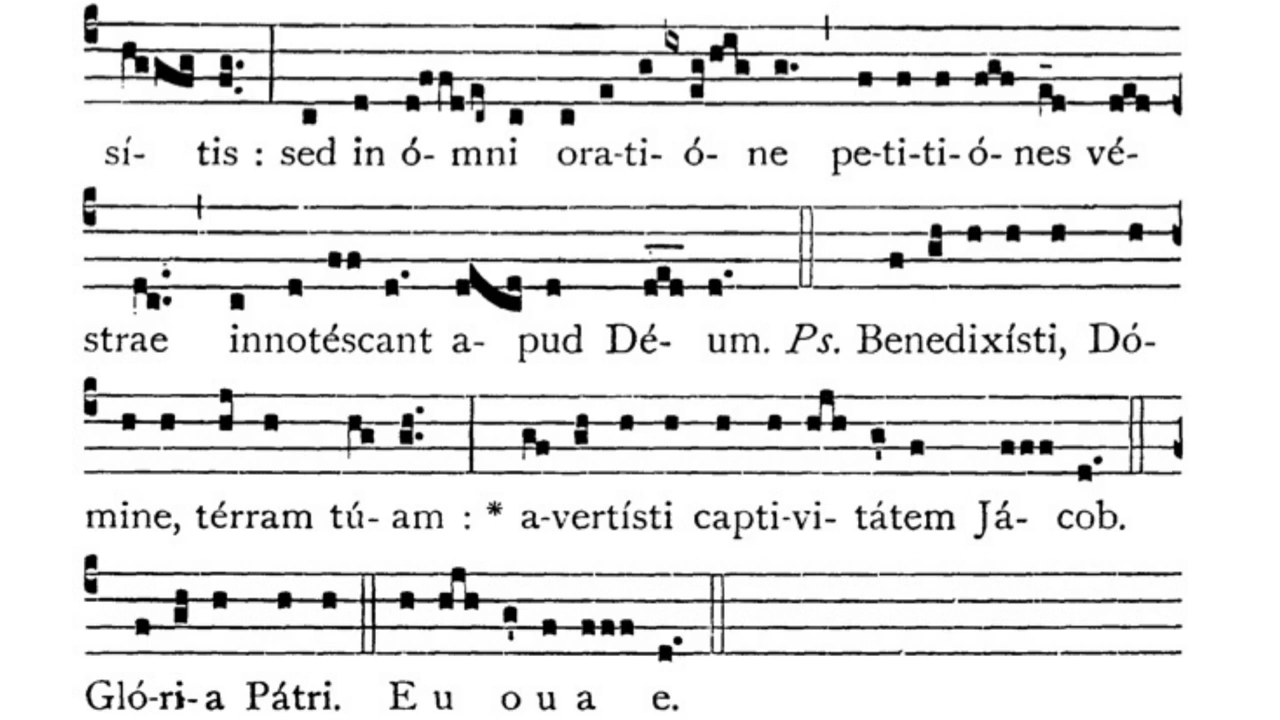 sí- tis : sed in ó- mni ora-ti- ó- ne pe-ti-ti-ó- nes vé-
strae innotéscant a- pud Dé- um. Ps. Benedixísti, Dó-
mine, térram tú- am : * a-vertísti capti-vi- tátem Já- cob.
Gló-ri-a Pátri. E u o u a e.